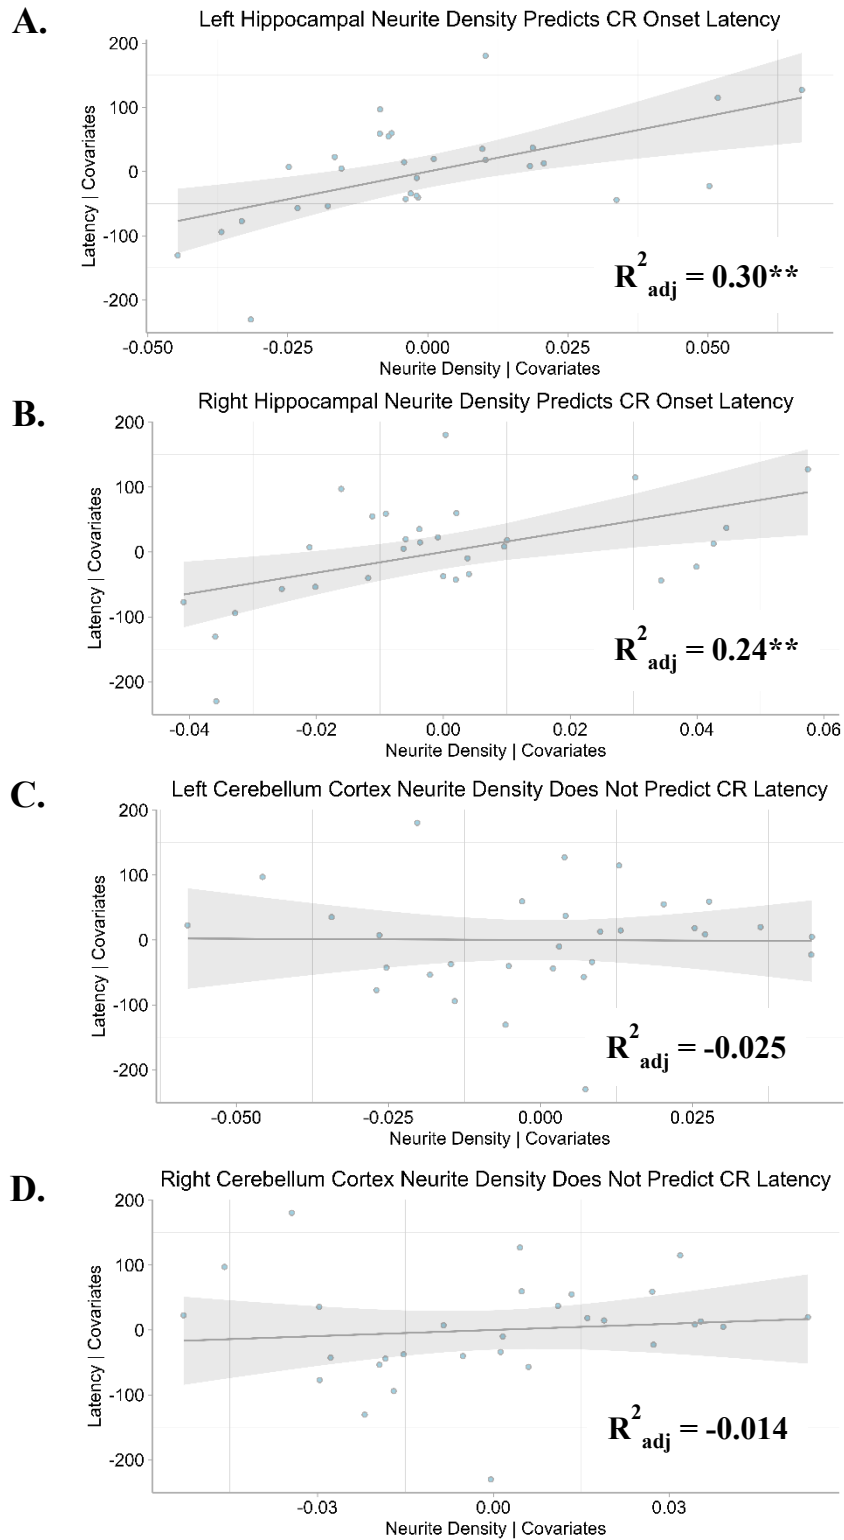 A.
Left Hippocampal Neurite Density Predicts CR Onset Latency
200
100
0
-100
-200
Latency | Covariates
R²adj = 0.30**
-0.050 -0.025 0.000 0.025 0.050
Neurite Density | Covariates
B.
Right Hippocampal Neurite Density Predicts CR Onset Latency
200
100
0
-100
-200
Latency | Covariates
R²adj = 0.24**
-0.04 -0.02 0.00 0.02 0.04 0.06
Neurite Density | Covariates
C.
Left Cerebellum Cortex Neurite Density Does Not Predict CR Latency
200
100
0
-100
-200
Latency | Covariates
R²adj = -0.025
-0.050 -0.025 0.000 0.025
Neurite Density | Covariates
D.
Right Cerebellum Cortex Neurite Density Does Not Predict CR Latency
200
100
0
-100
-200
Latency | Covariates
R²adj = -0.014
-0.03 0.00 0.03
Neurite Density | Covariates